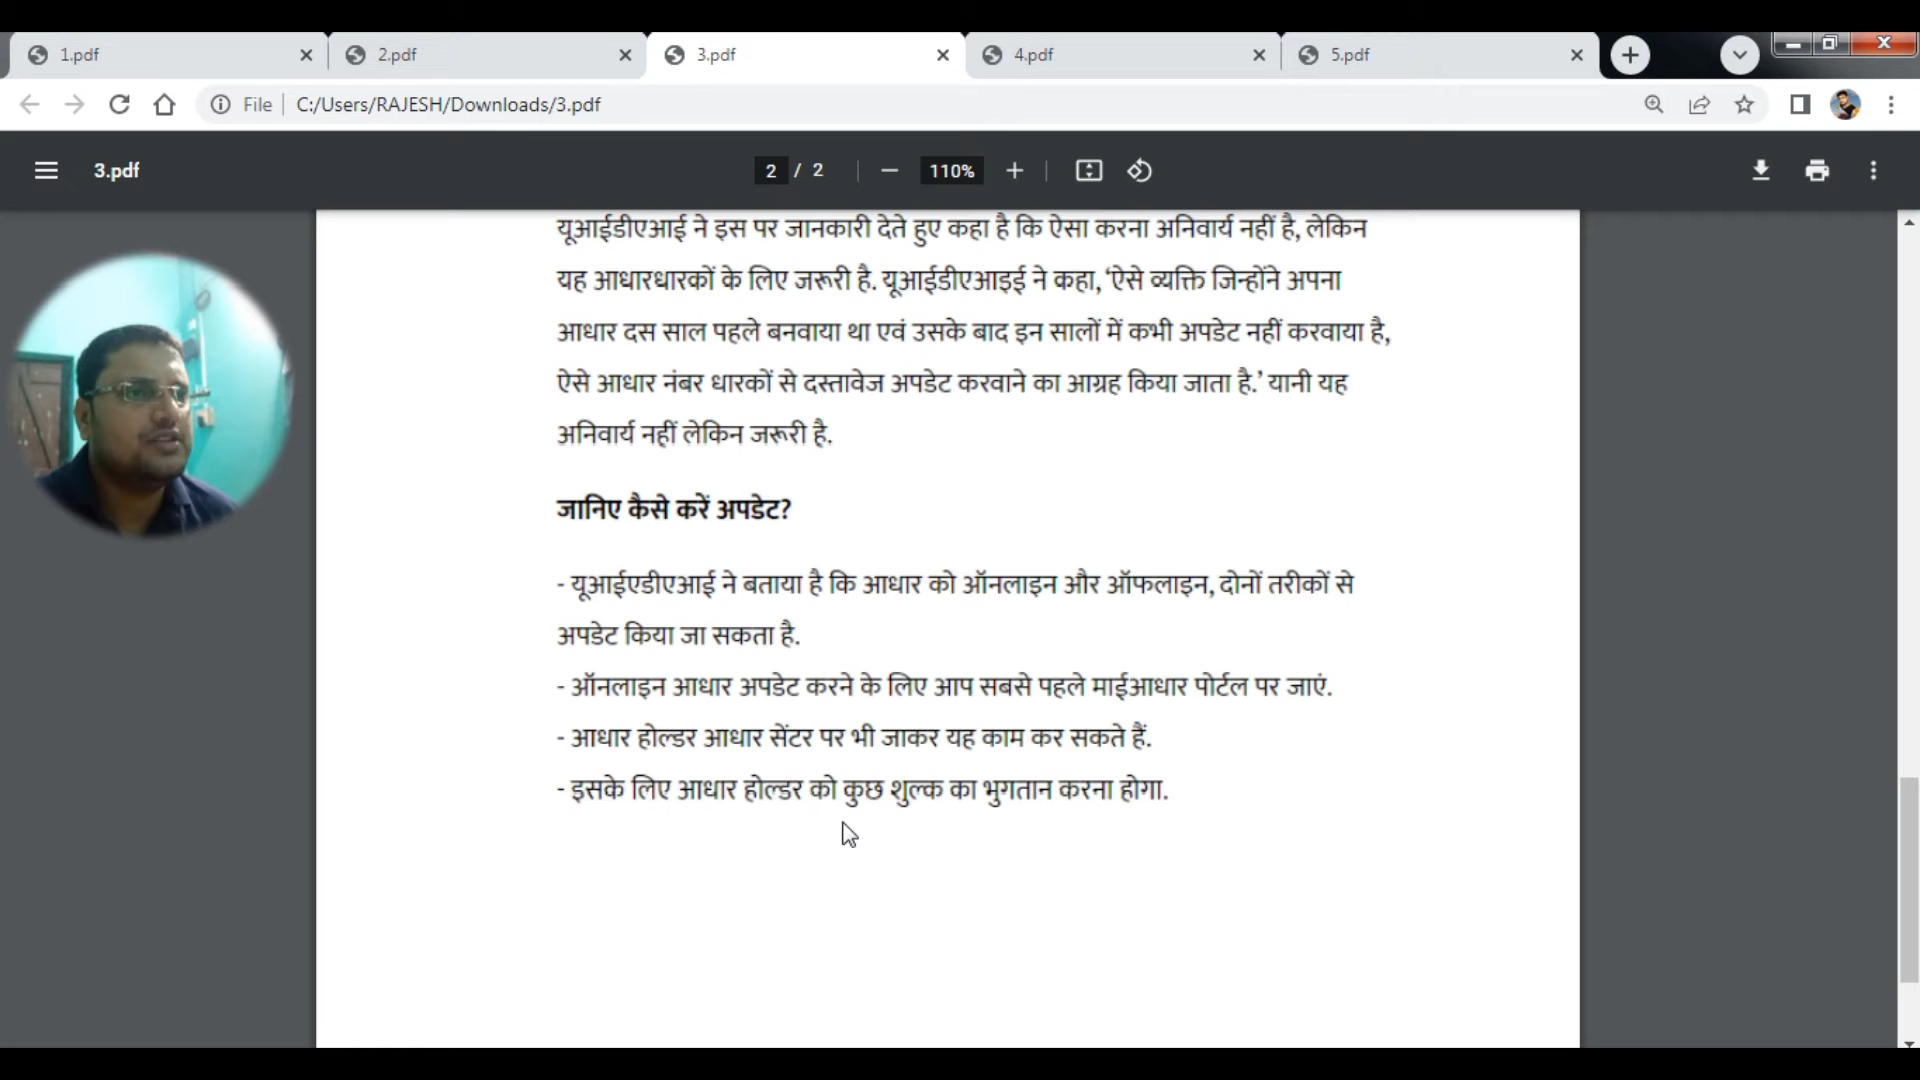 1.pdf
2.pdf
3.pdf
4.pdf
5.pdf
File
C:/Users/RAJESH/Downloads/3.pdf
3.pdf
2 / 2
110%
यूआईडीएआई ने इस पर जानकारी देते हुए कहा है कि ऐसा करना अनिवार्य नहीं है, लेकिन
यह आधारधारकों के लिए जरूरी है. यूआईडीएआइई ने कहा, ‘ऐसे व्यक्ति जिन्होंने अपना
आधार दस साल पहले बनवाया था एवं उसके बाद इन सालों में कभी अपडेट नहीं करवाया है,
ऐसे आधार नंबर धारकों से दस्तावेज अपडेट करवाने का आग्रह किया जाता है.’ यानी यह
अनिवार्य नहीं लेकिन जरूरी है.
जानिए कैसे करें अपडेट?
- यूआईएडीएआई ने बताया है कि आधार को ऑनलाइन और ऑफलाइन, दोनों तरीकों से
अपडेट किया जा सकता है.
- ऑनलाइन आधार अपडेट करने के लिए आप सबसे पहले माईआधार पोर्टल पर जाएं.
- आधार होल्डर आधार सेंटर पर भी जाकर यह काम कर सकते हैं.
- इसके लिए आधार होल्डर को कुछ शुल्क का भुगतान करना होगा.